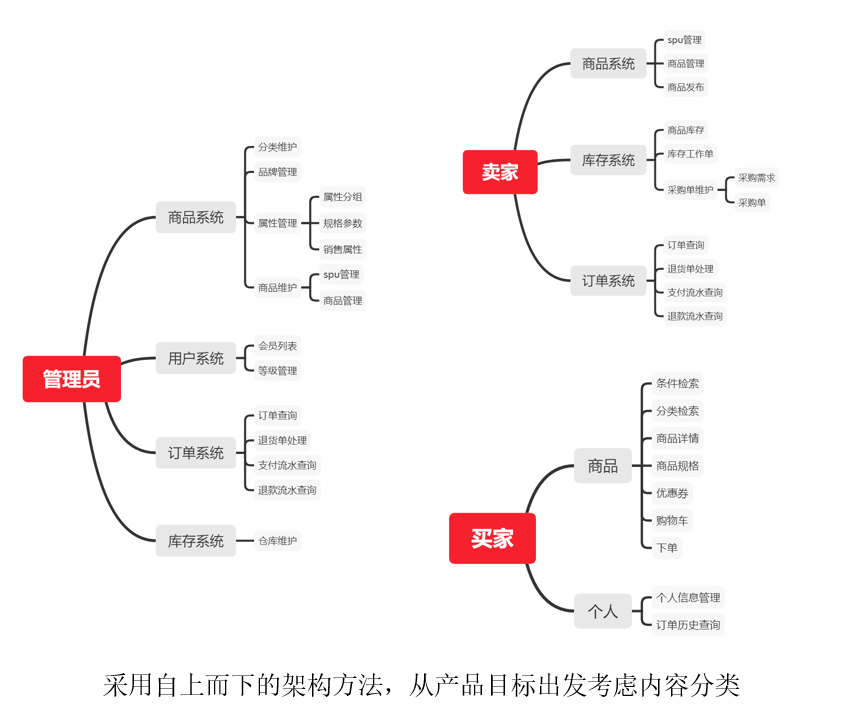 管理员
商品系统
分类维护
品牌管理
属性管理
属性分组
规格参数
销售属性
商品维护
spu管理
商品管理
用户系统
会员列表
等级管理
订单系统
订单查询
退货单处理
支付流水查询
退款流水查询
库存系统
仓库维护
卖家
商品系统
spu管理
商品管理
商品发布
库存系统
商品库存
库存工作单
采购单维护
采购需求
采购单
订单系统
订单查询
退货单处理
支付流水查询
退款流水查询
买家
商品
条件检索
分类检索
商品详情
商品规格
优惠券
购物车
下单
个人
个人信息管理
订单历史查询
采用自上而下的架构方法，从产品目标出发考虑内容分类